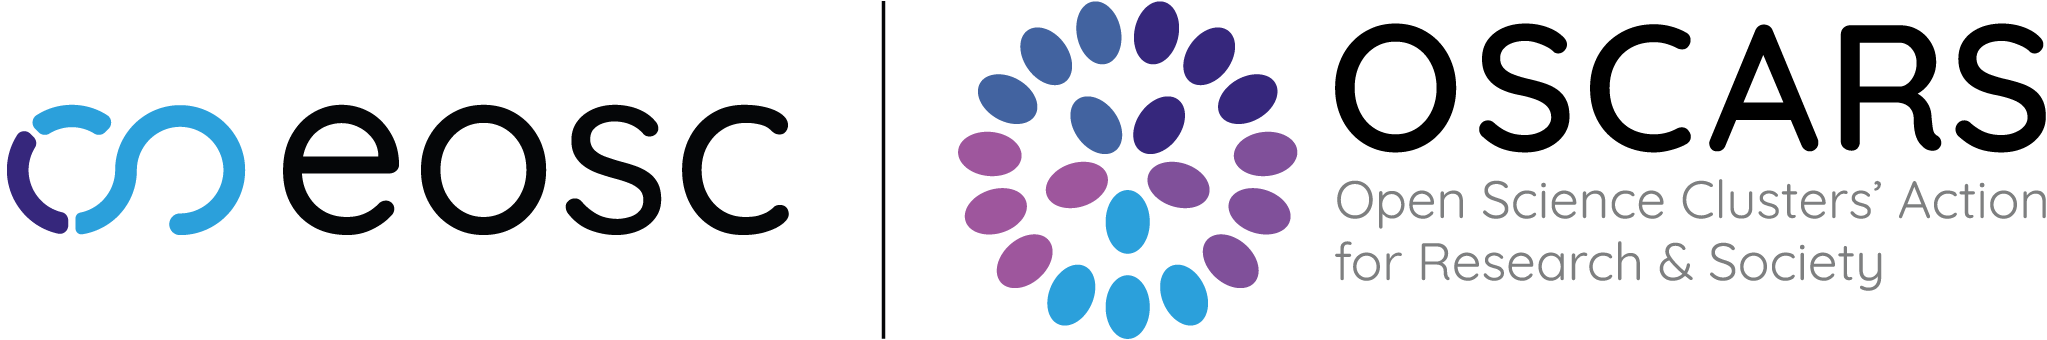 eosc
OSCARS
Open Science Clusters’ Action
for Research & Society